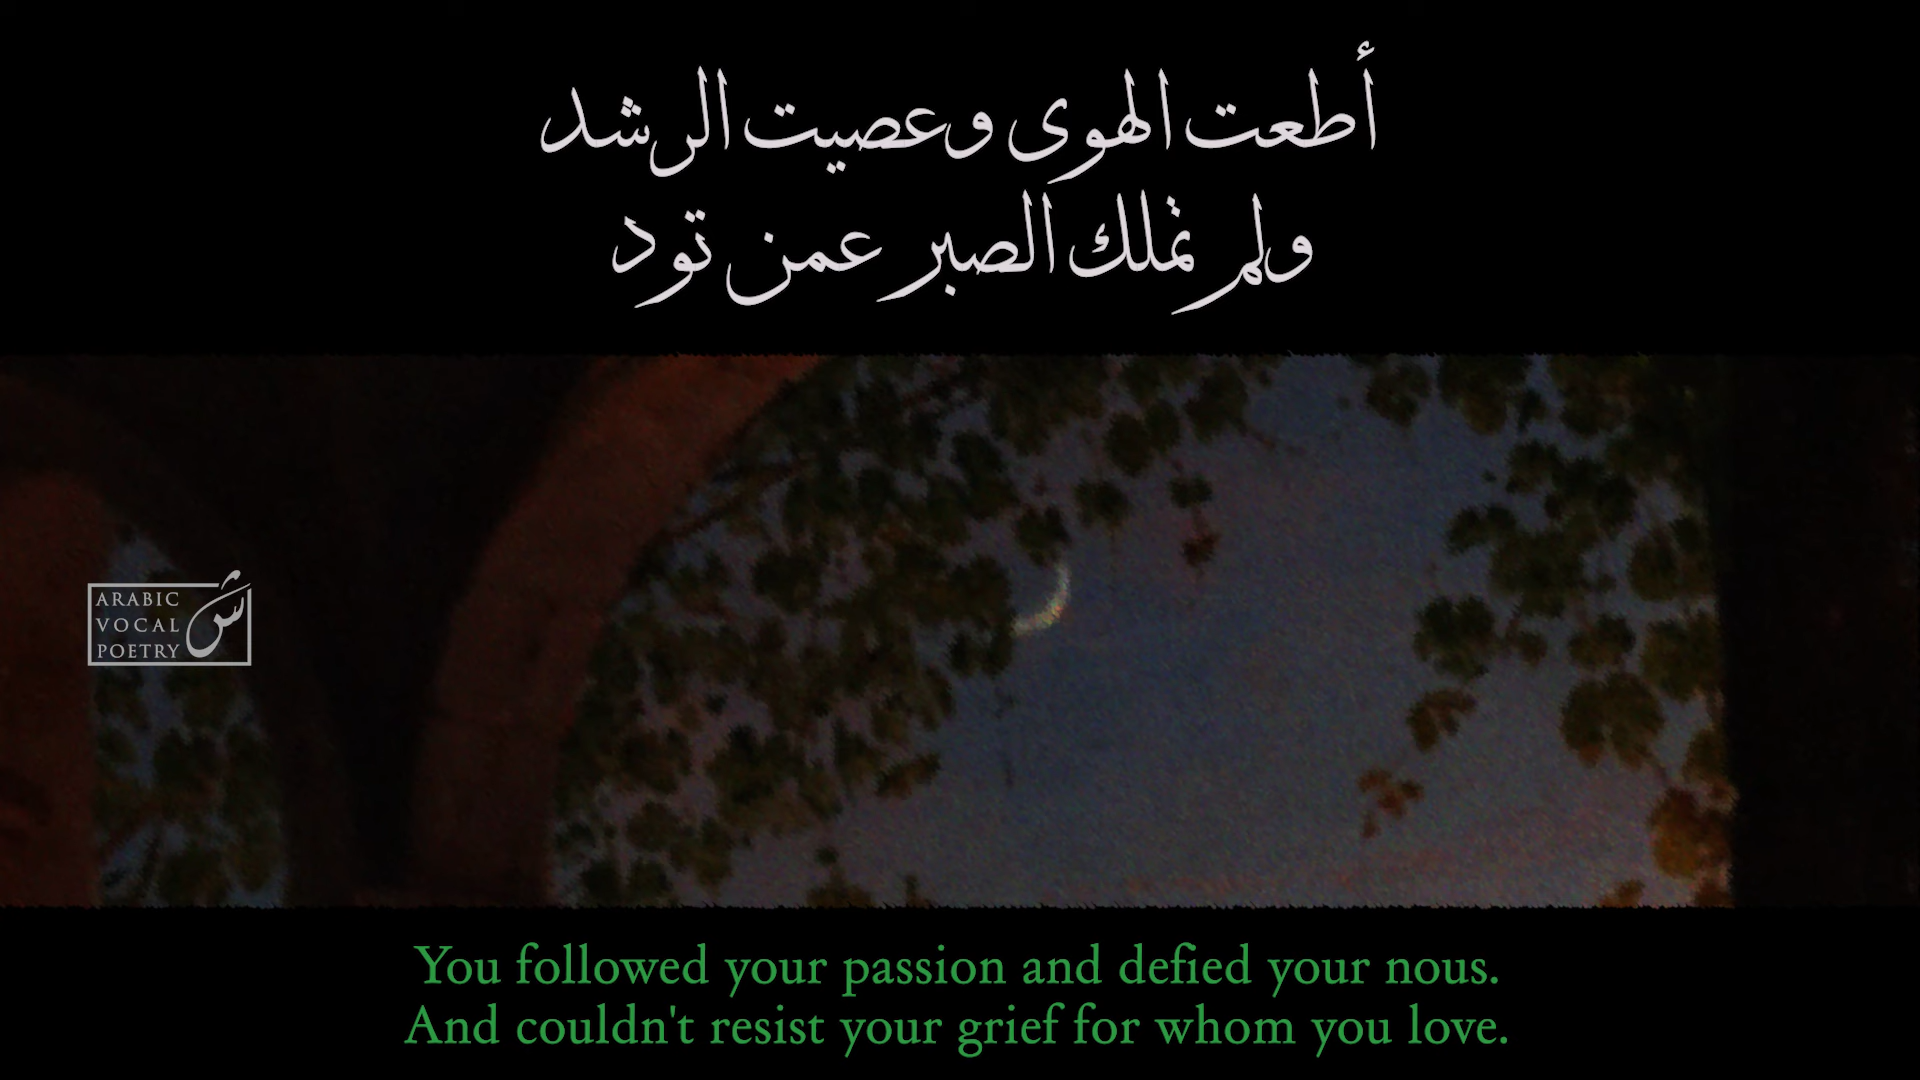 أطعت الهوى وعصيت الرشد
ولم تملك الصبر عمن تود
ARABIC
VOCAL
POETRY
ش
You followed your passion and defied your nous.
And couldn't resist your grief for whom you love.